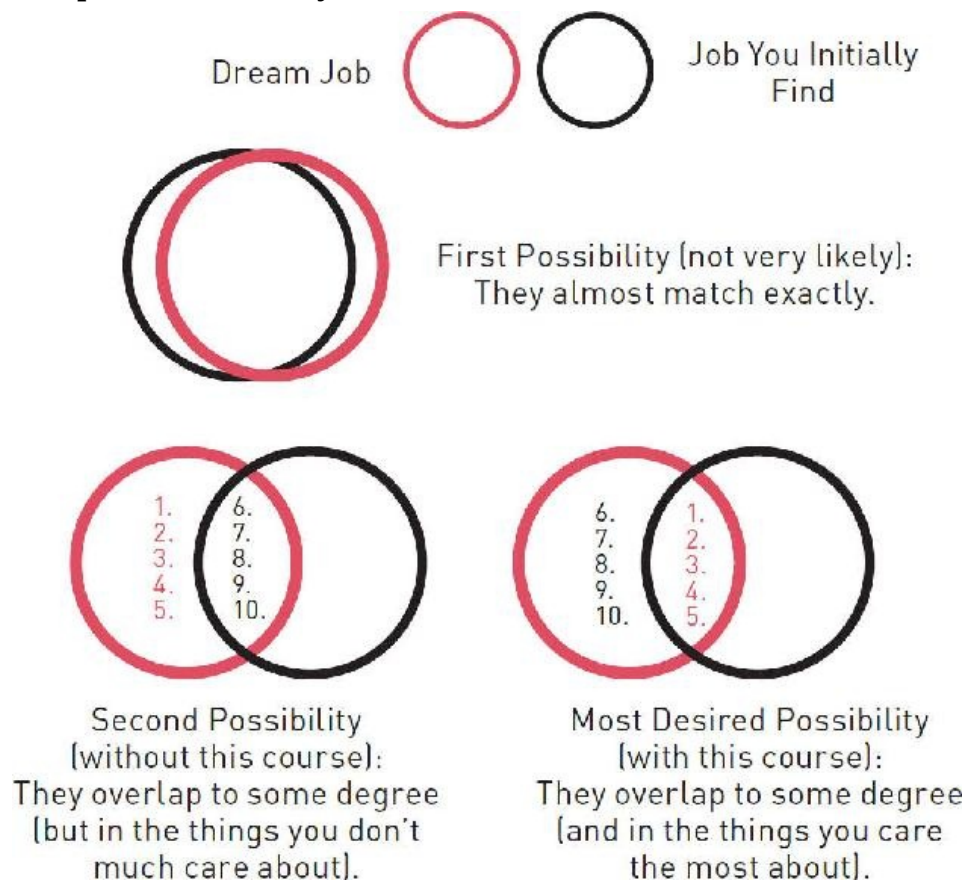 Dream Job
Job You Initially
Find
First Possibility (not very likely):
They almost match exactly.
1.
2.
3.
4.
5.
6.
7.
8.
9.
10.
Second Possibility
(without this course):
They overlap to some degree
(but in the things you don't
much care about).
6.
7.
8.
9.
10.
1.
2.
3.
4.
5.
Most Desired Possibility
(with this course):
They overlap to some degree
(and in the things you care
the most about).